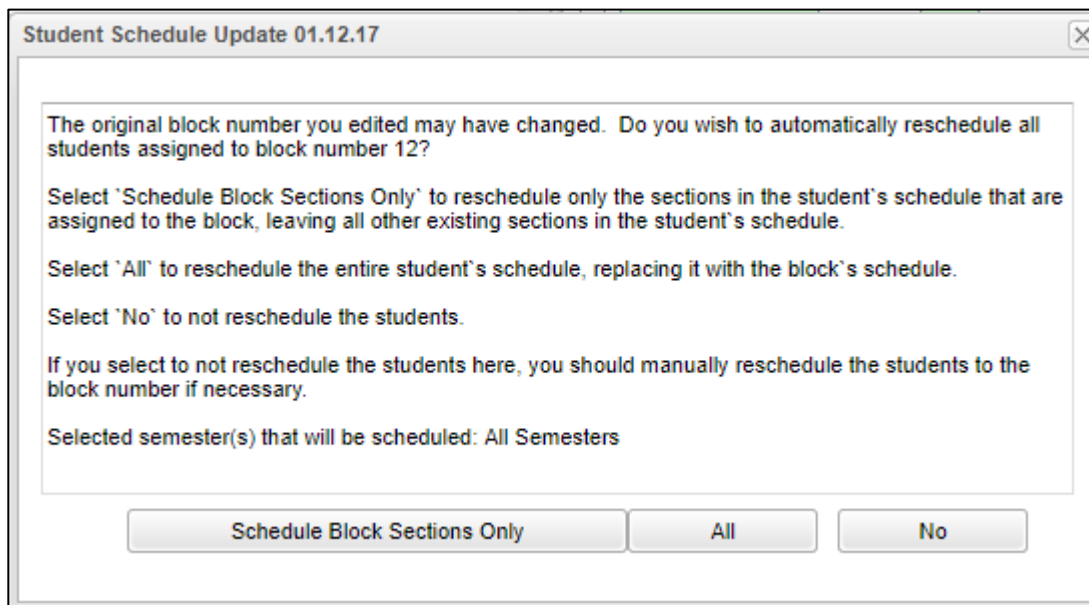 Student Schedule Update 01.12.17
The original block number you edited may have changed.  Do you wish to automatically reschedule all
students assigned to block number 12?
Select `Schedule Block Sections Only` to reschedule only the sections in the student`s schedule that are
assigned to the block, leaving all other existing sections in the student`s schedule.
Select `All` to reschedule the entire student`s schedule, replacing it with the block`s schedule.
Select `No` to not reschedule the students.
If you select to not reschedule the students here, you should manually reschedule the students to the
block number if necessary.
Selected semester(s) that will be scheduled: All Semesters
Schedule Block Sections Only All No